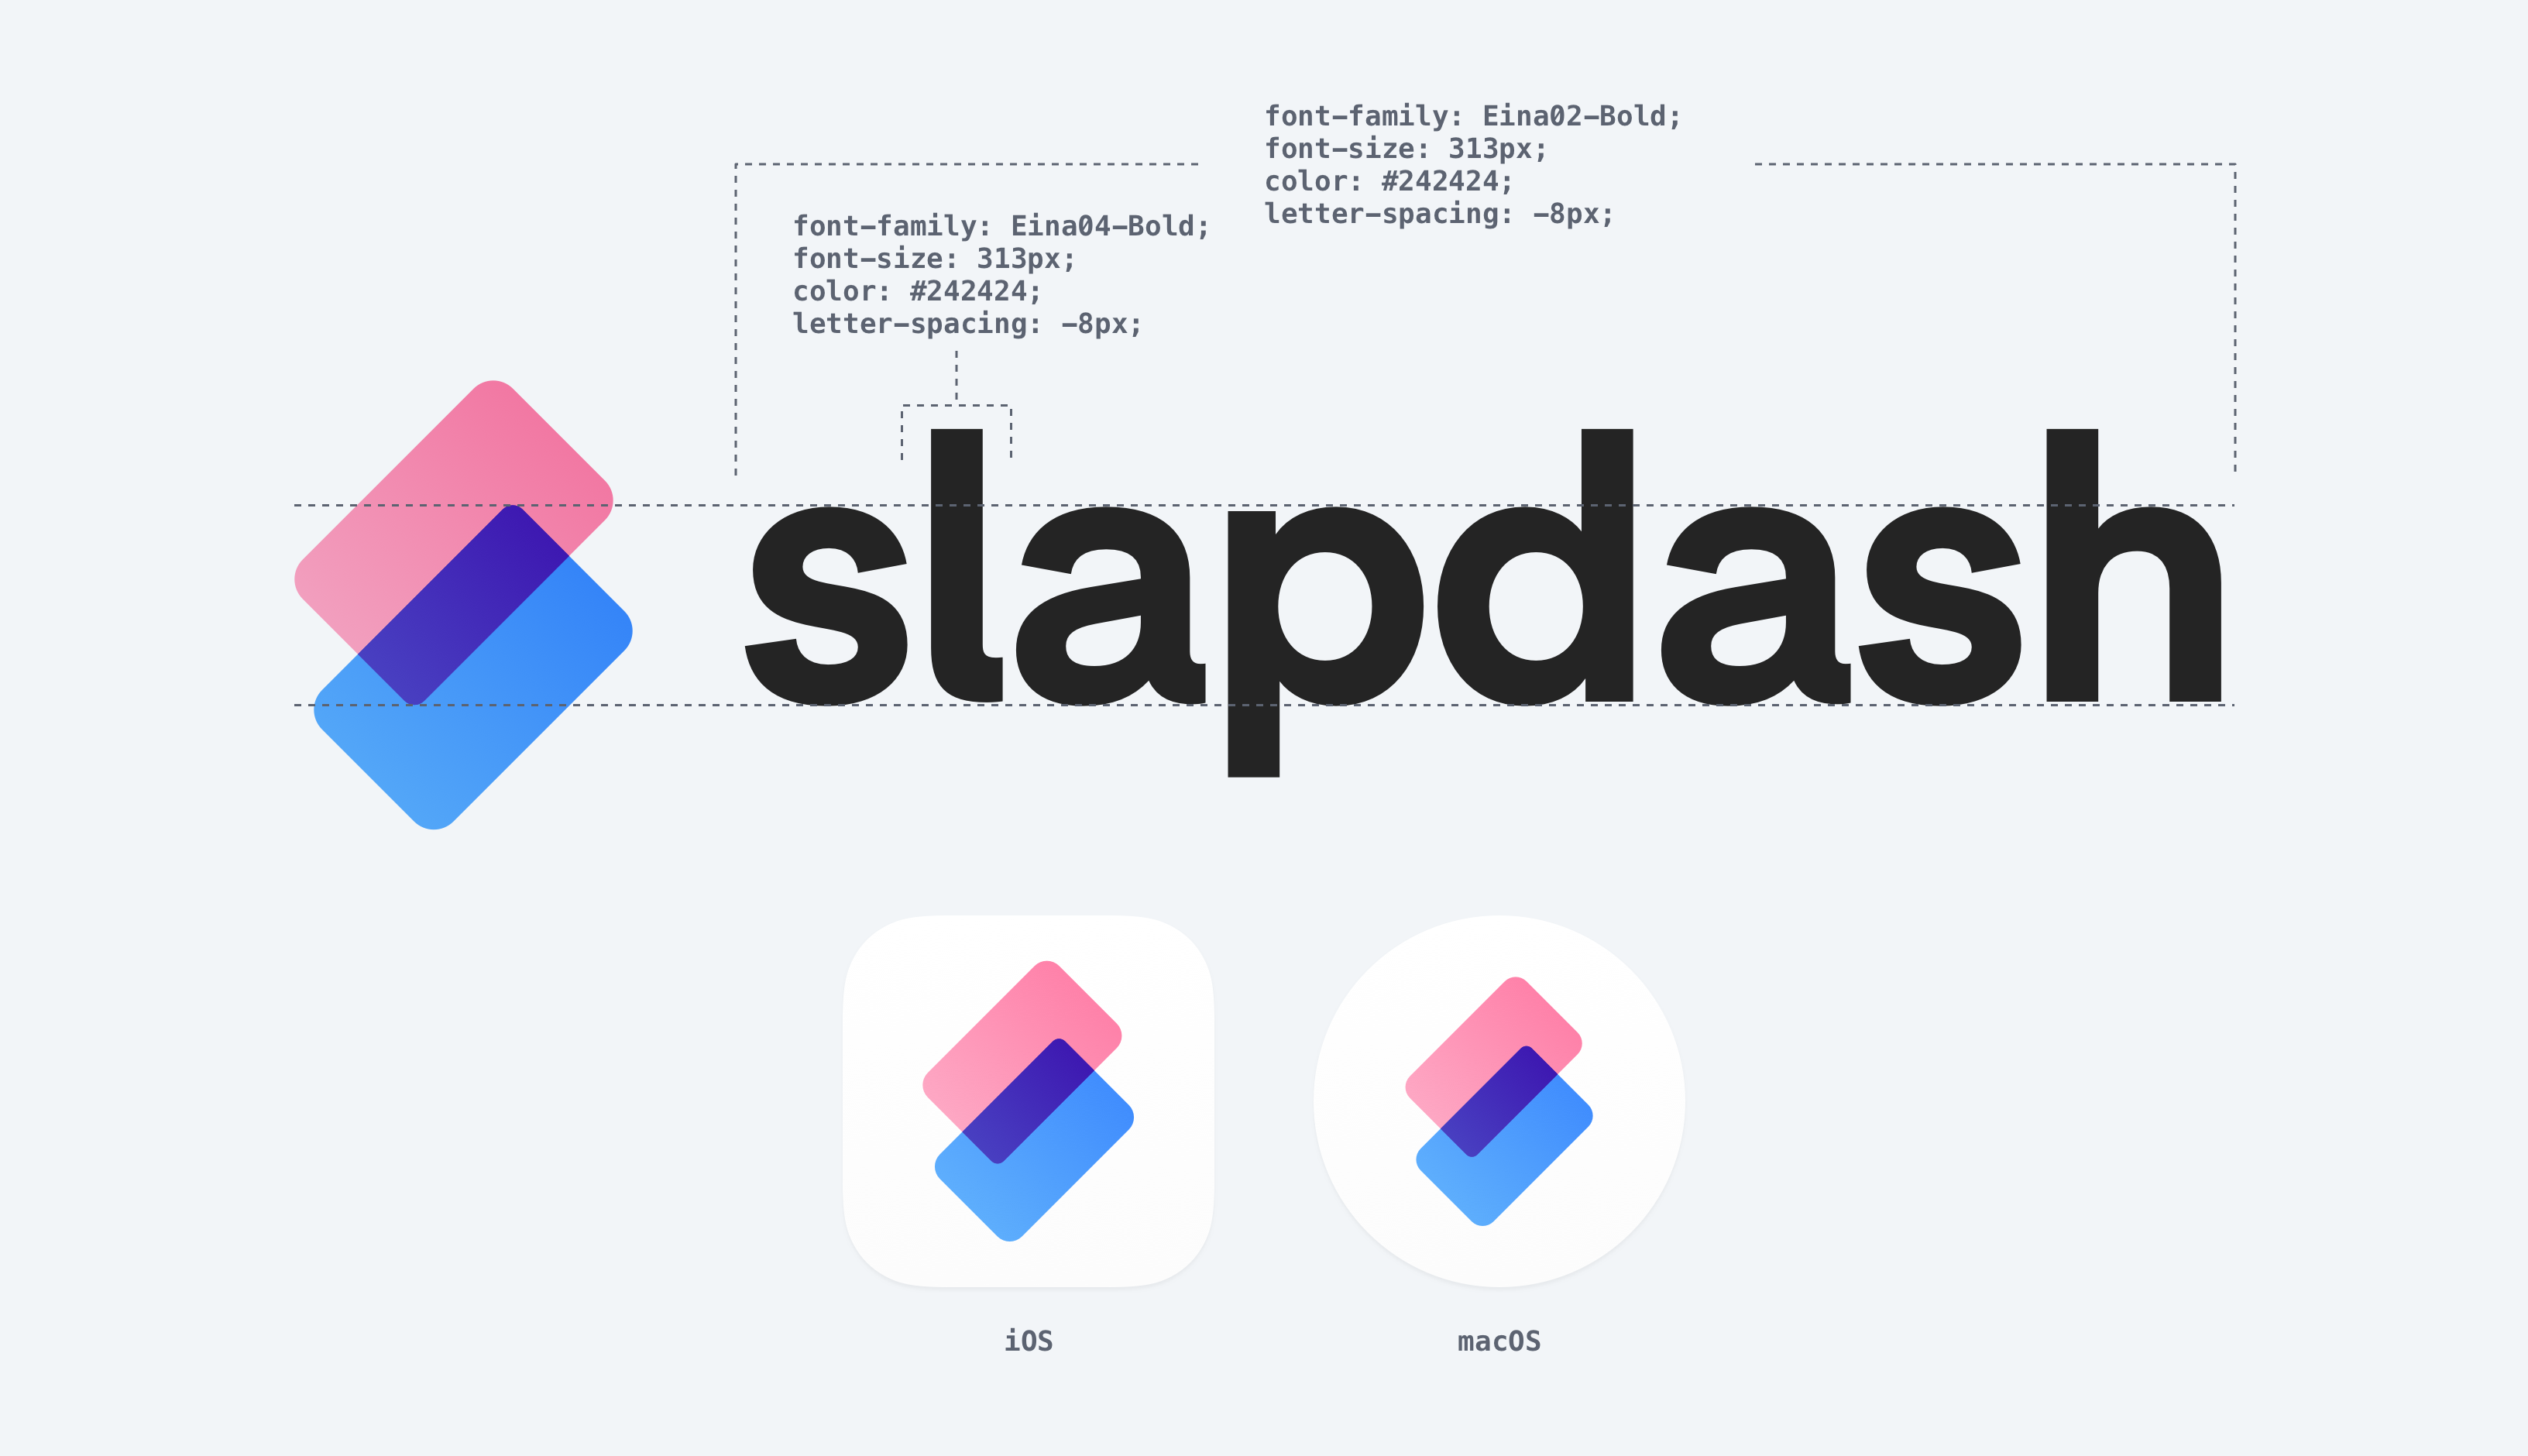 font-family: Eina02-Bold;
font-size: 313px;
color: #242424;
letter-spacing: -8px;
font-family: Eina04-Bold;
font-size: 313px;
color: #242424;
letter-spacing: -8px;
slapdash
iOS
macOS